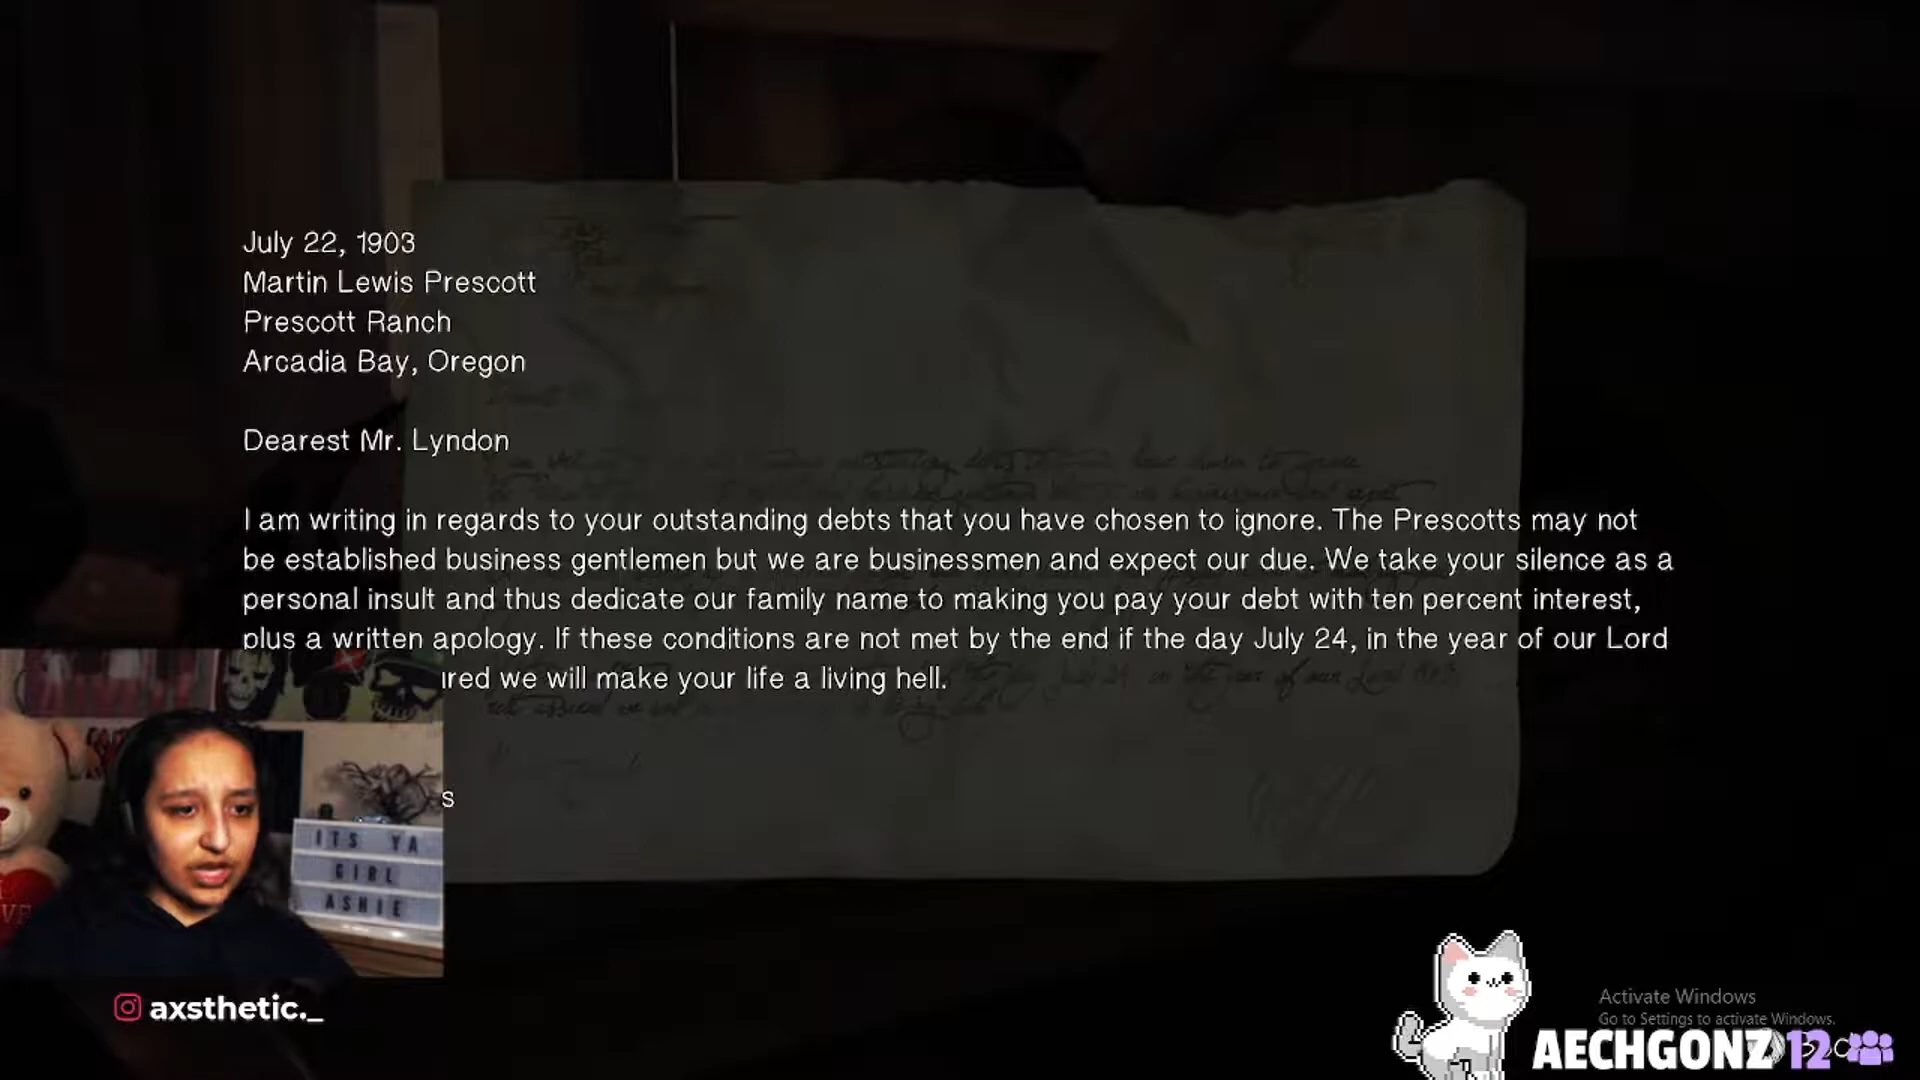 July 22, 1903
Martin Lewis Prescott
Prescott Ranch
Arcadia Bay, Oregon
Dearest Mr. Lyndon
I am writing in regards to your outstanding debts that you have chosen to ignore. The Prescotts may not
be established business gentlemen but we are businessmen and expect our due. We take your silence as a
personal insult and thus dedicate our family name to making you pay your debt with ten percent interest,
plus a written apology. If these conditions are not met by the end if the day July 24, in the year of our Lord
we will make your life a living hell.
ITS YA
GIRL
ASHIE
axsthetic._
Activate Windows
Go to Settings to activate Windows.
AECHGONZ
12